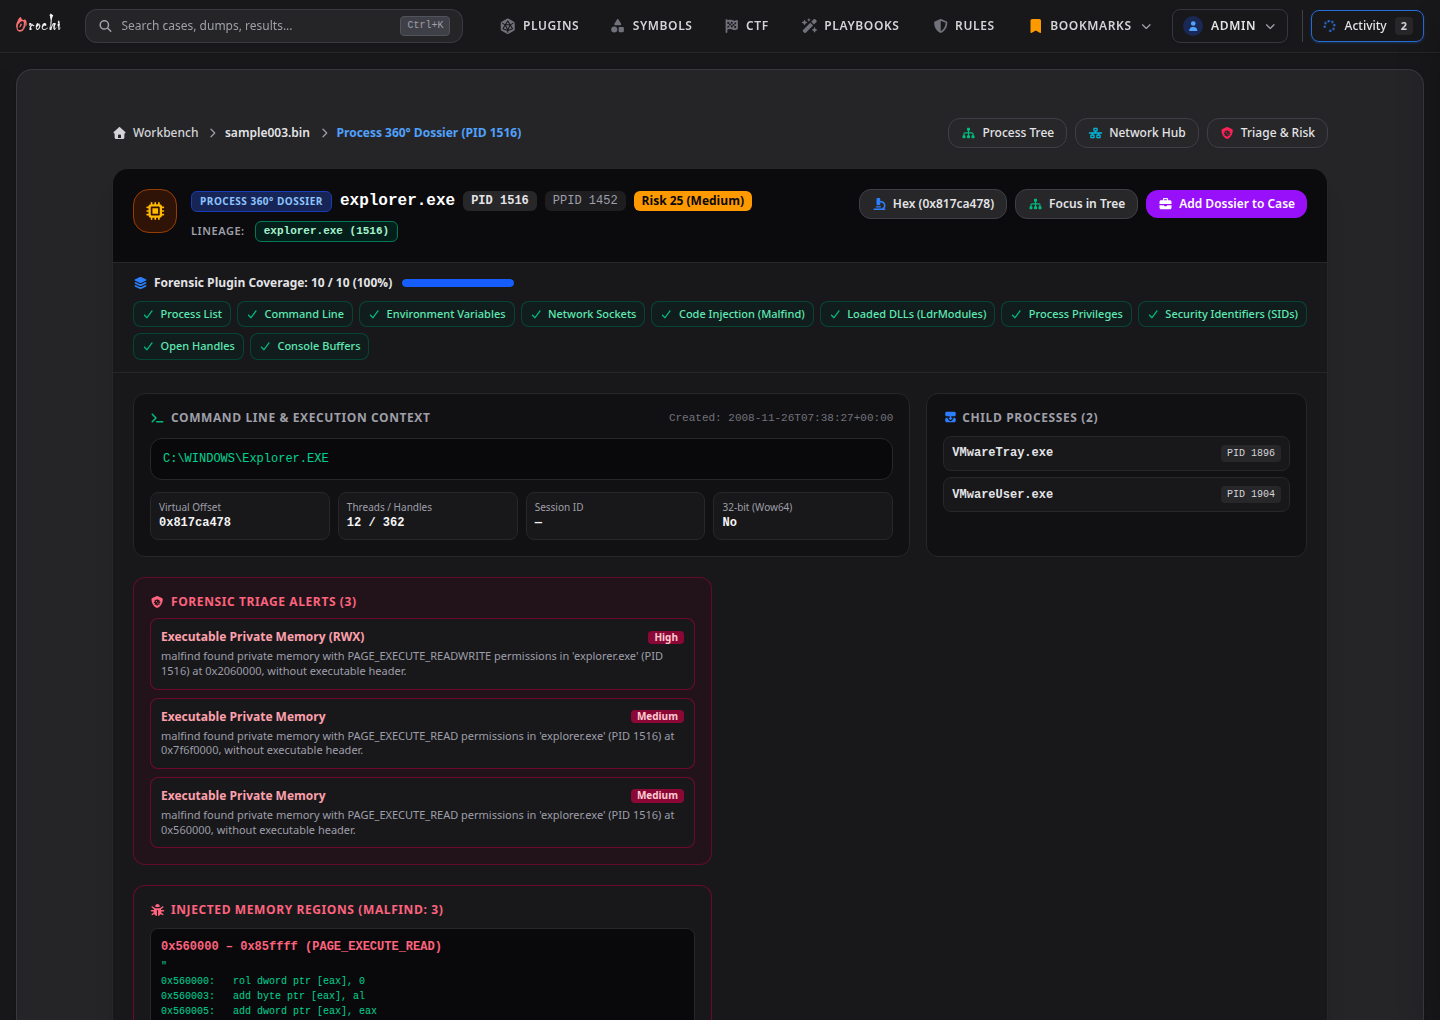 Orochi
Search cases, dumps, results...
Ctrl+K
PLUGINS
SYMBOLS
CTF
PLAYBOOKS
RULES
BOOKMARKS
ADMIN
Activity 2
Workbench > sample003.bin > Process 360° Dossier (PID 1516)
Process Tree
Network Hub
Triage & Risk
PROCESS 360° DOSSIER explorer.exe PID 1516 PPID 1452 Risk 25 (Medium)
Hex (0x817ca478)
Focus in Tree
Add Dossier to Case
LINEAGE: explorer.exe (1516)
Forensic Plugin Coverage: 10 / 10 (100%)
Process List
Command Line
Environment Variables
Network Sockets
Code Injection (Malfind)
Loaded DLLs (LdrModules)
Process Privileges
Security Identifiers (SIDs)
Open Handles
Console Buffers
COMMAND LINE & EXECUTION CONTEXT
Created: 2008-11-26T07:38:27+00:00
C:\WINDOWS\Explorer.EXE
Virtual Offset
0x817ca478
Threads / Handles
12 / 362
Session ID
—
32-bit (Wow64)
No
CHILD PROCESSES (2)
VMwareTray.exe PID 1896
VMwareUser.exe PID 1904
FORENSIC TRIAGE ALERTS (3)
Executable Private Memory (RWX) High
malfind found private memory with PAGE_EXECUTE_READWRITE permissions in 'explorer.exe' (PID
1516) at 0x2060000, without executable header.
Executable Private Memory Medium
malfind found private memory with PAGE_EXECUTE_READ permissions in 'explorer.exe' (PID 1516) at
0x7f6f0000, without executable header.
Executable Private Memory Medium
malfind found private memory with PAGE_EXECUTE_READ permissions in 'explorer.exe' (PID 1516) at
0x560000, without executable header.
INJECTED MEMORY REGIONS (MALFIND: 3)
0x560000 – 0x85ffff (PAGE_EXECUTE_READ)
"
0x560000: rol dword ptr [eax], 0
0x560003: add byte ptr [eax], al
0x560005: add dword ptr [eax], eax